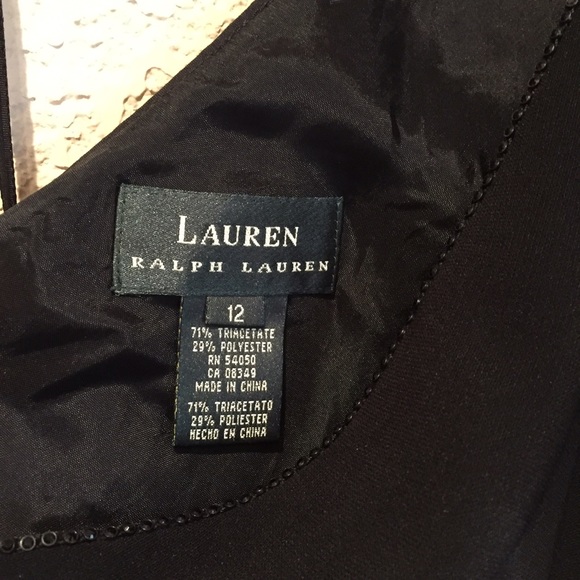 LAUREN
RALPH LAUREN
12
71% TRIACETATE
29% POLYESTER
RN 54050
CA 08349
MADE IN CHINA
71% TRIACETATO
29% POLIESTER
HECHO EN CHINA